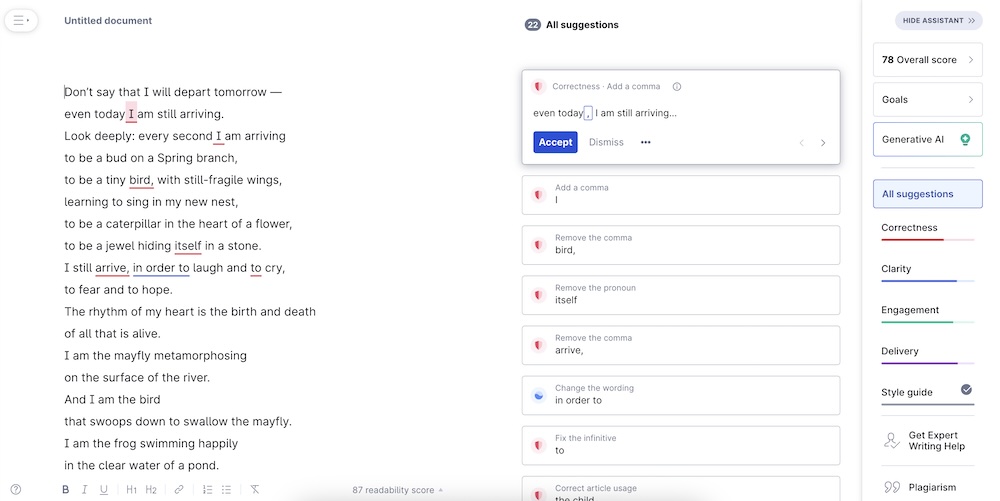 Untitled document
22 All suggestions
HIDE ASSISTANT
Don't say that I will depart tomorrow —
even today I am still arriving.
Look deeply: every second I am arriving
to be a bud on a Spring branch,
to be a tiny bird, with still-fragile wings,
learning to sing in my new nest,
to be a caterpillar in the heart of a flower,
to be a jewel hiding itself in a stone.
I still arrive, in order to laugh and to cry,
to fear and to hope.
The rhythm of my heart is the birth and death
of all that is alive.
I am the mayfly metamorphosing
on the surface of the river.
And I am the bird
that swoops down to swallow the mayfly.
I am the frog swimming happily
in the clear water of a pond.
B I U H1 H2
87 readability score
Correctness · Add a comma
even today, I am still arriving...
Accept Dismiss •••
Add a comma
I
Remove the comma
bird,
Remove the pronoun
itself
Remove the comma
arrive,
Change the wording
in order to
Fix the infinitive
to
Correct article usage
the child
78 Overall score
Goals
Generative AI
All suggestions
Correctness
Clarity
Engagement
Delivery
Style guide
Get Expert
Writing Help
Plagiarism